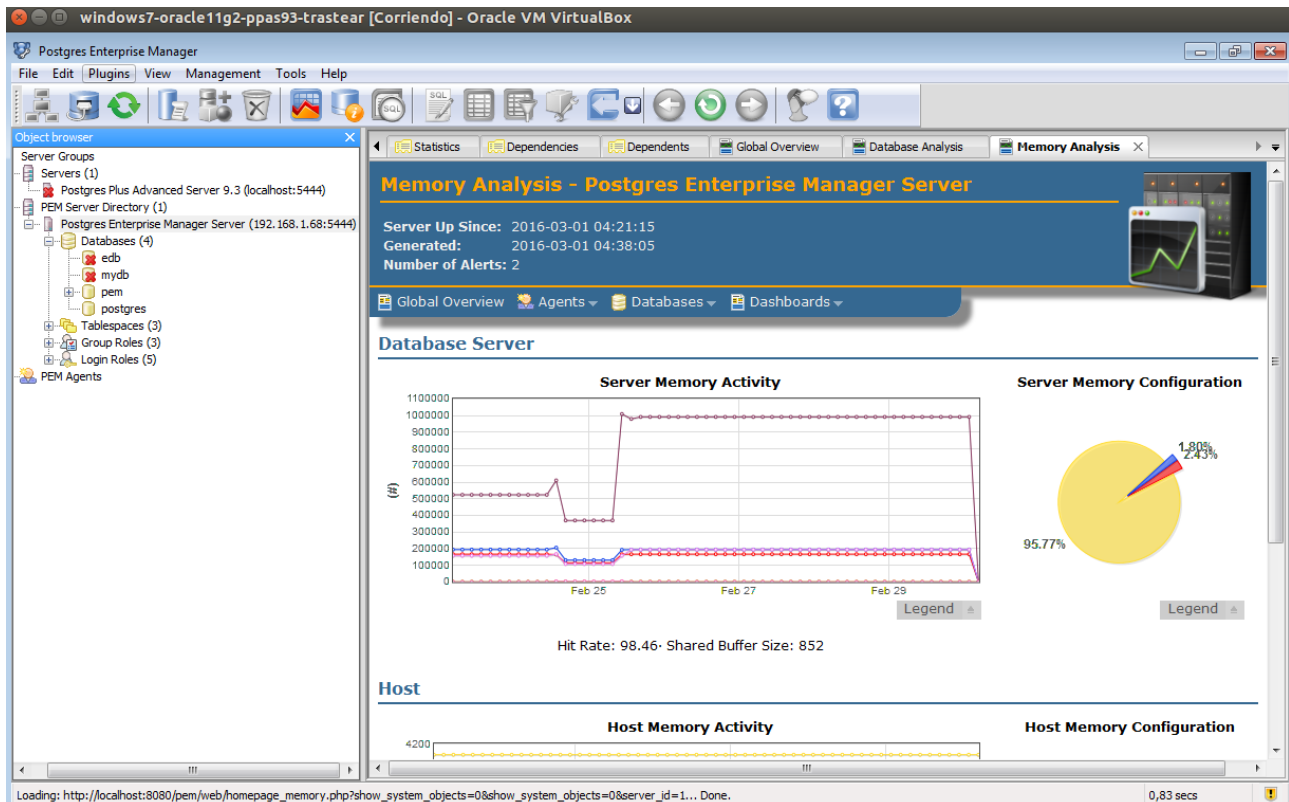 windows7-oracle11g2-ppas93-trastear [Corriendo] - Oracle VM VirtualBox
Postgres Enterprise Manager
File Edit Plugins View Management Tools Help
SQL
SQL
Object browser
Server Groups
Servers (1)
Postgres Plus Advanced Server 9.3 (localhost:5444)
PEM Server Directory (1)
Postgres Enterprise Manager Server (192.168.1.68:5444)
Databases (4)
edb
mydb
pem
postgres
Tablespaces (3)
Group Roles (3)
Login Roles (5)
PEM Agents
Statistics Dependencies Dependents Global Overview Database Analysis Memory Analysis
Memory Analysis - Postgres Enterprise Manager Server
Server Up Since: 2016-03-01 04:21:15
Generated: 2016-03-01 04:38:05
Number of Alerts: 2
Global Overview Agents Databases Dashboards
Database Server
Server Memory Activity
1100000
1000000
900000
800000
700000
600000
500000
400000
300000
200000
100000
0
(#)
Feb 25 Feb 27 Feb 29
Legend
Hit Rate: 98.46· Shared Buffer Size: 852
Server Memory Configuration
1.80%
2.43%
95.77%
Legend
Host
Host Memory Activity
4200
Host Memory Configuration
Loading: http://localhost:8080/pem/web/homepage_memory.php?show_system_objects=0&show_system_objects=0&server_id=1... Done.
0,83 secs